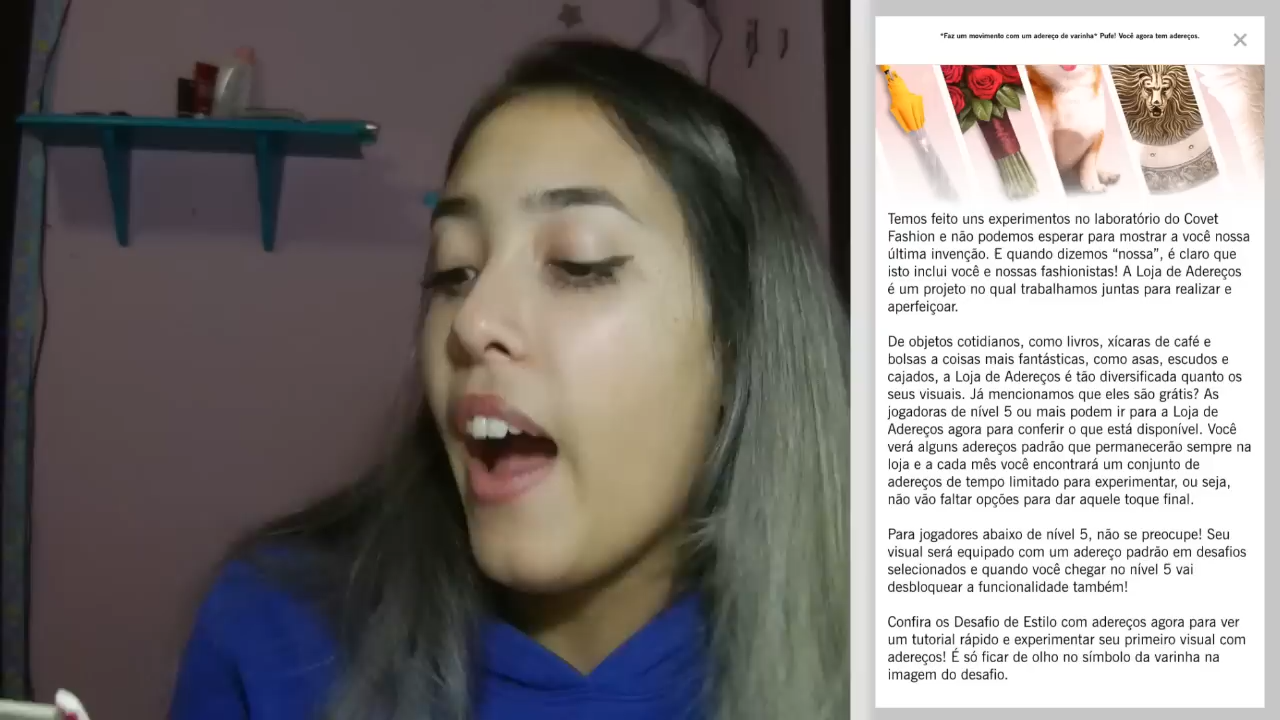 *Faz um movimento com um adereço de varinha* Pufe! Você agora tem adereços.
Temos feito uns experimentos no laboratório do Covet
Fashion e não podemos esperar para mostrar a você nossa
última invenção. E quando dizemos “nossa”, é claro que
isto inclui você e nossas fashionistas! A Loja de Adereços
é um projeto no qual trabalhamos juntas para realizar e
aperfeiçoar.
De objetos cotidianos, como livros, xícaras de café e
bolsas a coisas mais fantásticas, como asas, escudos e
cajados, a Loja de Adereços é tão diversificada quanto os
seus visuais. Já mencionamos que eles são grátis? As
jogadoras de nível 5 ou mais podem ir para a Loja de
Adereços agora para conferir o que está disponível. Você
verá alguns adereços padrão que permanecerão sempre na
loja e a cada mês você encontrará um conjunto de
adereços de tempo limitado para experimentar, ou seja,
não vão faltar opções para dar aquele toque final.
Para jogadores abaixo de nível 5, não se preocupe! Seu
visual será equipado com um adereço padrão em desafios
selecionados e quando você chegar no nível 5 vai
desbloquear a funcionalidade também!
Confira os Desafio de Estilo com adereços agora para ver
um tutorial rápido e experimentar seu primeiro visual com
adereços! É só ficar de olho no símbolo da varinha na
imagem do desafio.